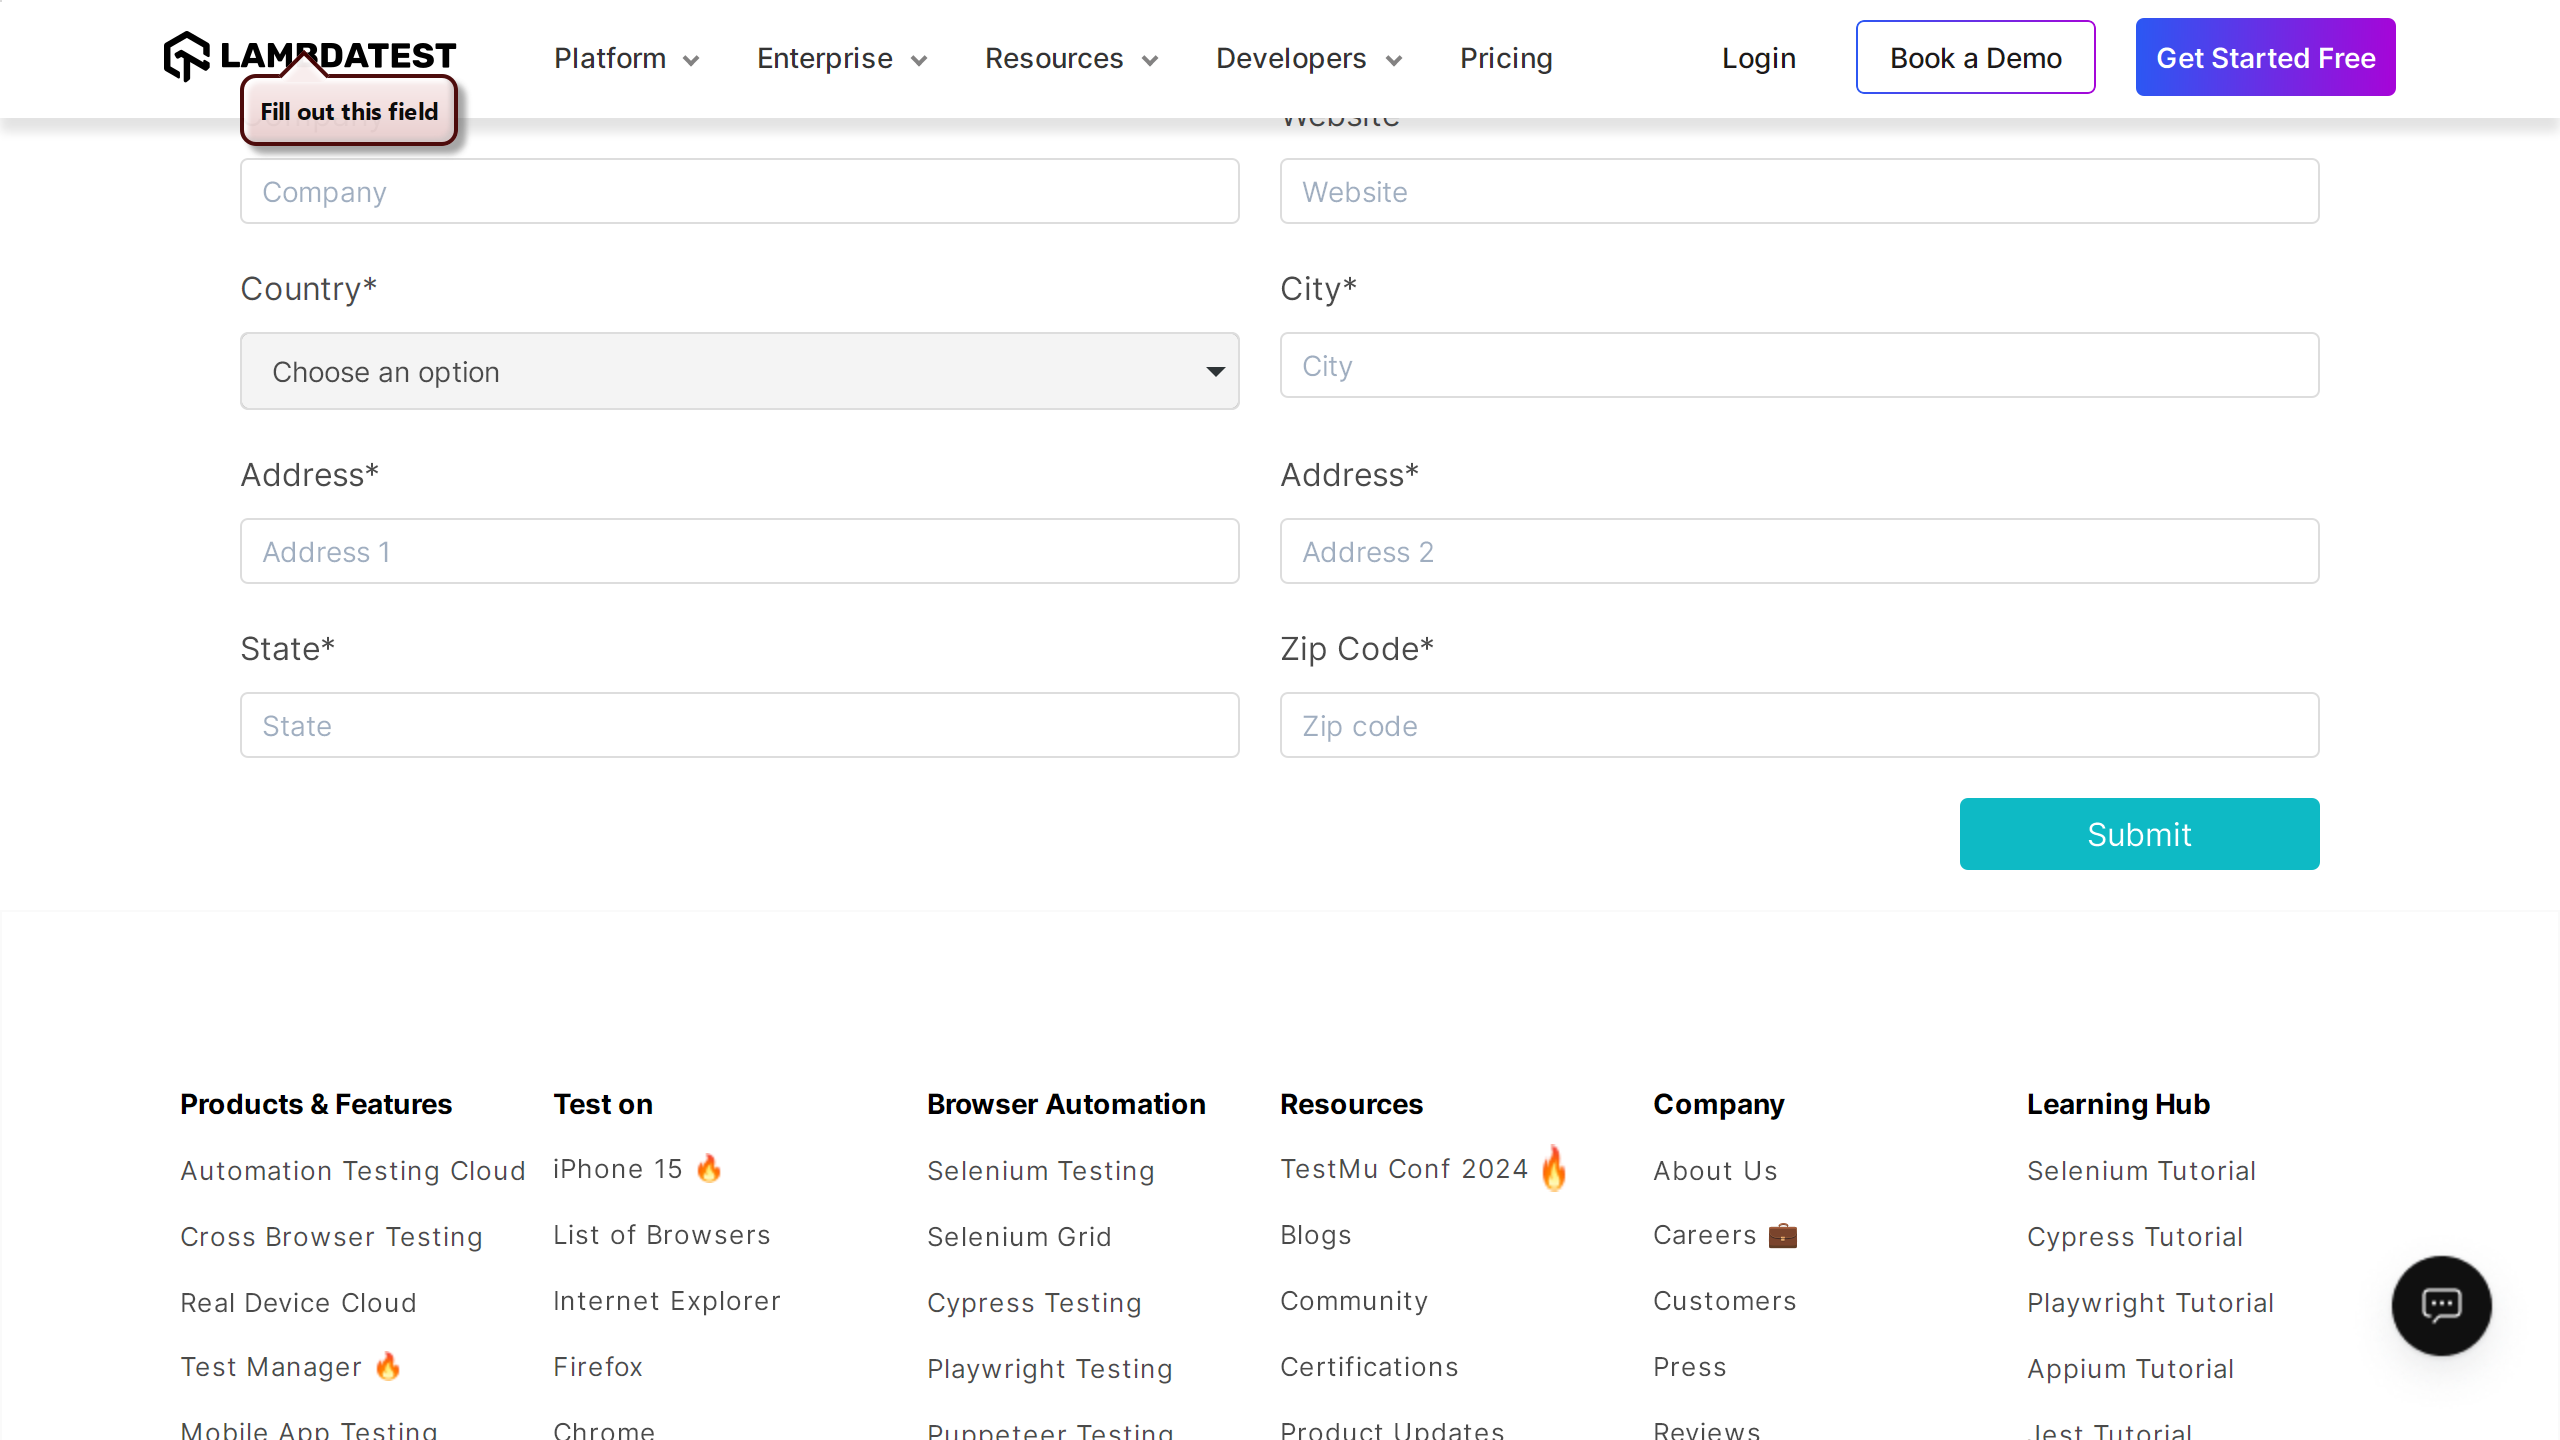 LAMBDATEST
Platform
Enterprise
Resources
Developers
Pricing
Login
Book a Demo
Get Started Free
Fill out this field
Website
Company
Website
Country*
City*
Choose an option
City
Address*
Address*
Address 1
Address 2
State*
Zip Code*
State
Zip code
Submit
Products & Features
Automation Testing Cloud
Cross Browser Testing
Real Device Cloud
Test Manager 🔥
Mobile App Testing
Test on
iPhone 15 🔥
List of Browsers
Internet Explorer
Firefox
Chrome
Browser Automation
Selenium Testing
Selenium Grid
Cypress Testing
Playwright Testing
Puppeteer Testing
Resources
TestMu Conf 2024 🔥
Blogs
Community
Certifications
Product Updates
Company
About Us
Careers 💼
Customers
Press
Reviews
Learning Hub
Selenium Tutorial
Cypress Tutorial
Playwright Tutorial
Appium Tutorial
Jest Tutorial